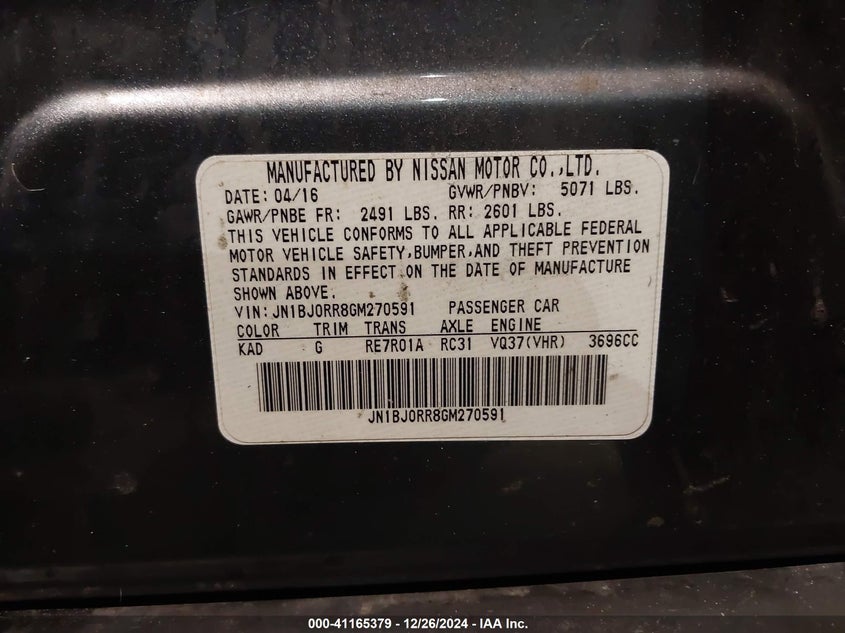 MANUFACTURED BY NISSAN MOTOR CO.,LTD.
DATE: 04/16 GVWR/PNBV: 5071 LBS.
GAWR/PNBE FR: 2491 LBS. RR: 2601 LBS.
THIS VEHICLE CONFORMS TO ALL APPLICABLE FEDERAL
MOTOR VEHICLE SAFETY,BUMPER,AND THEFT PREVENTION
STANDARDS IN EFFECT ON THE DATE OF MANUFACTURE
SHOWN ABOVE.
VIN: JN1BJ0RR8GM270591 PASSENGER CAR
COLOR TRIM TRANS AXLE ENGINE
KAD G RE7R01A RC31 VQ37(VHR) 3696CC
JN1BJ0RR8GM270591
000-41165379 - 12/26/2024 - IAA Inc.